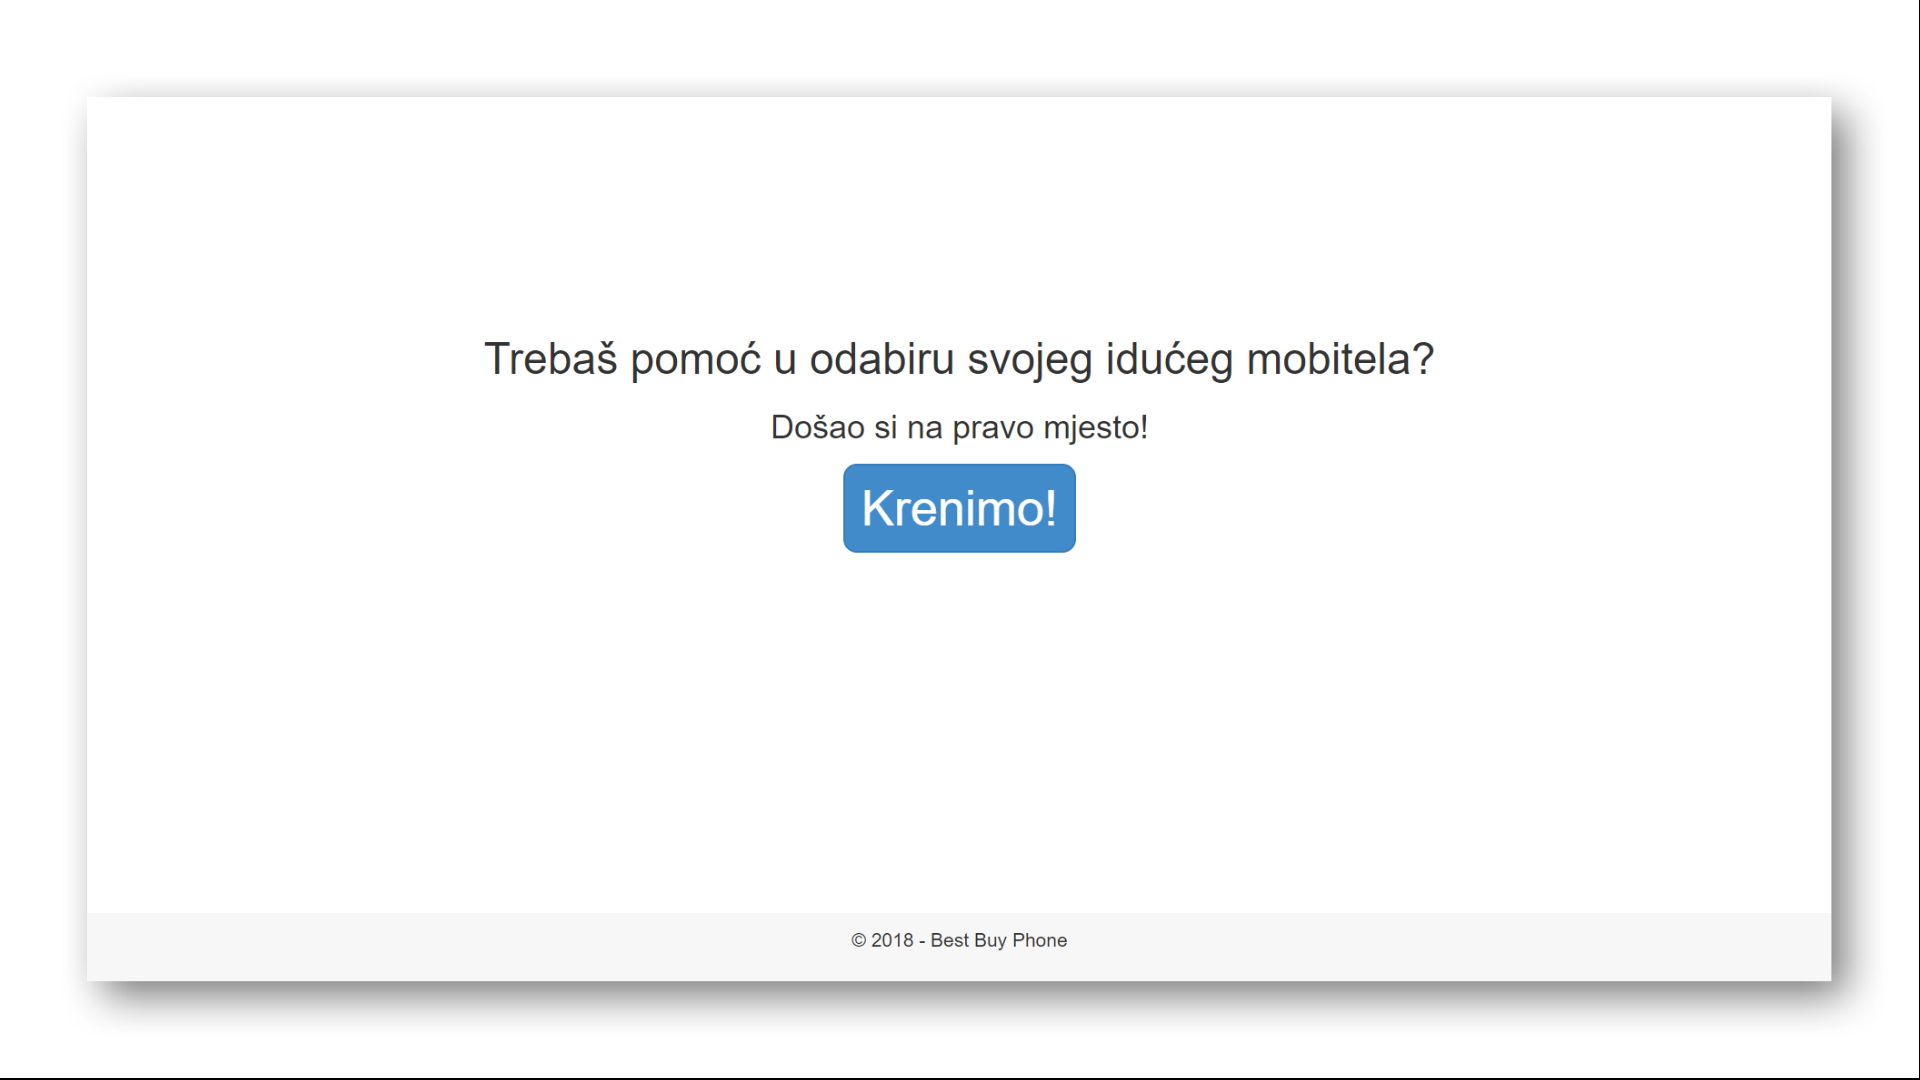 Trebaš pomoć u odabiru svojeg idućeg mobitela?
Došao si na pravo mjesto!
Krenimo!
© 2018 - Best Buy Phone